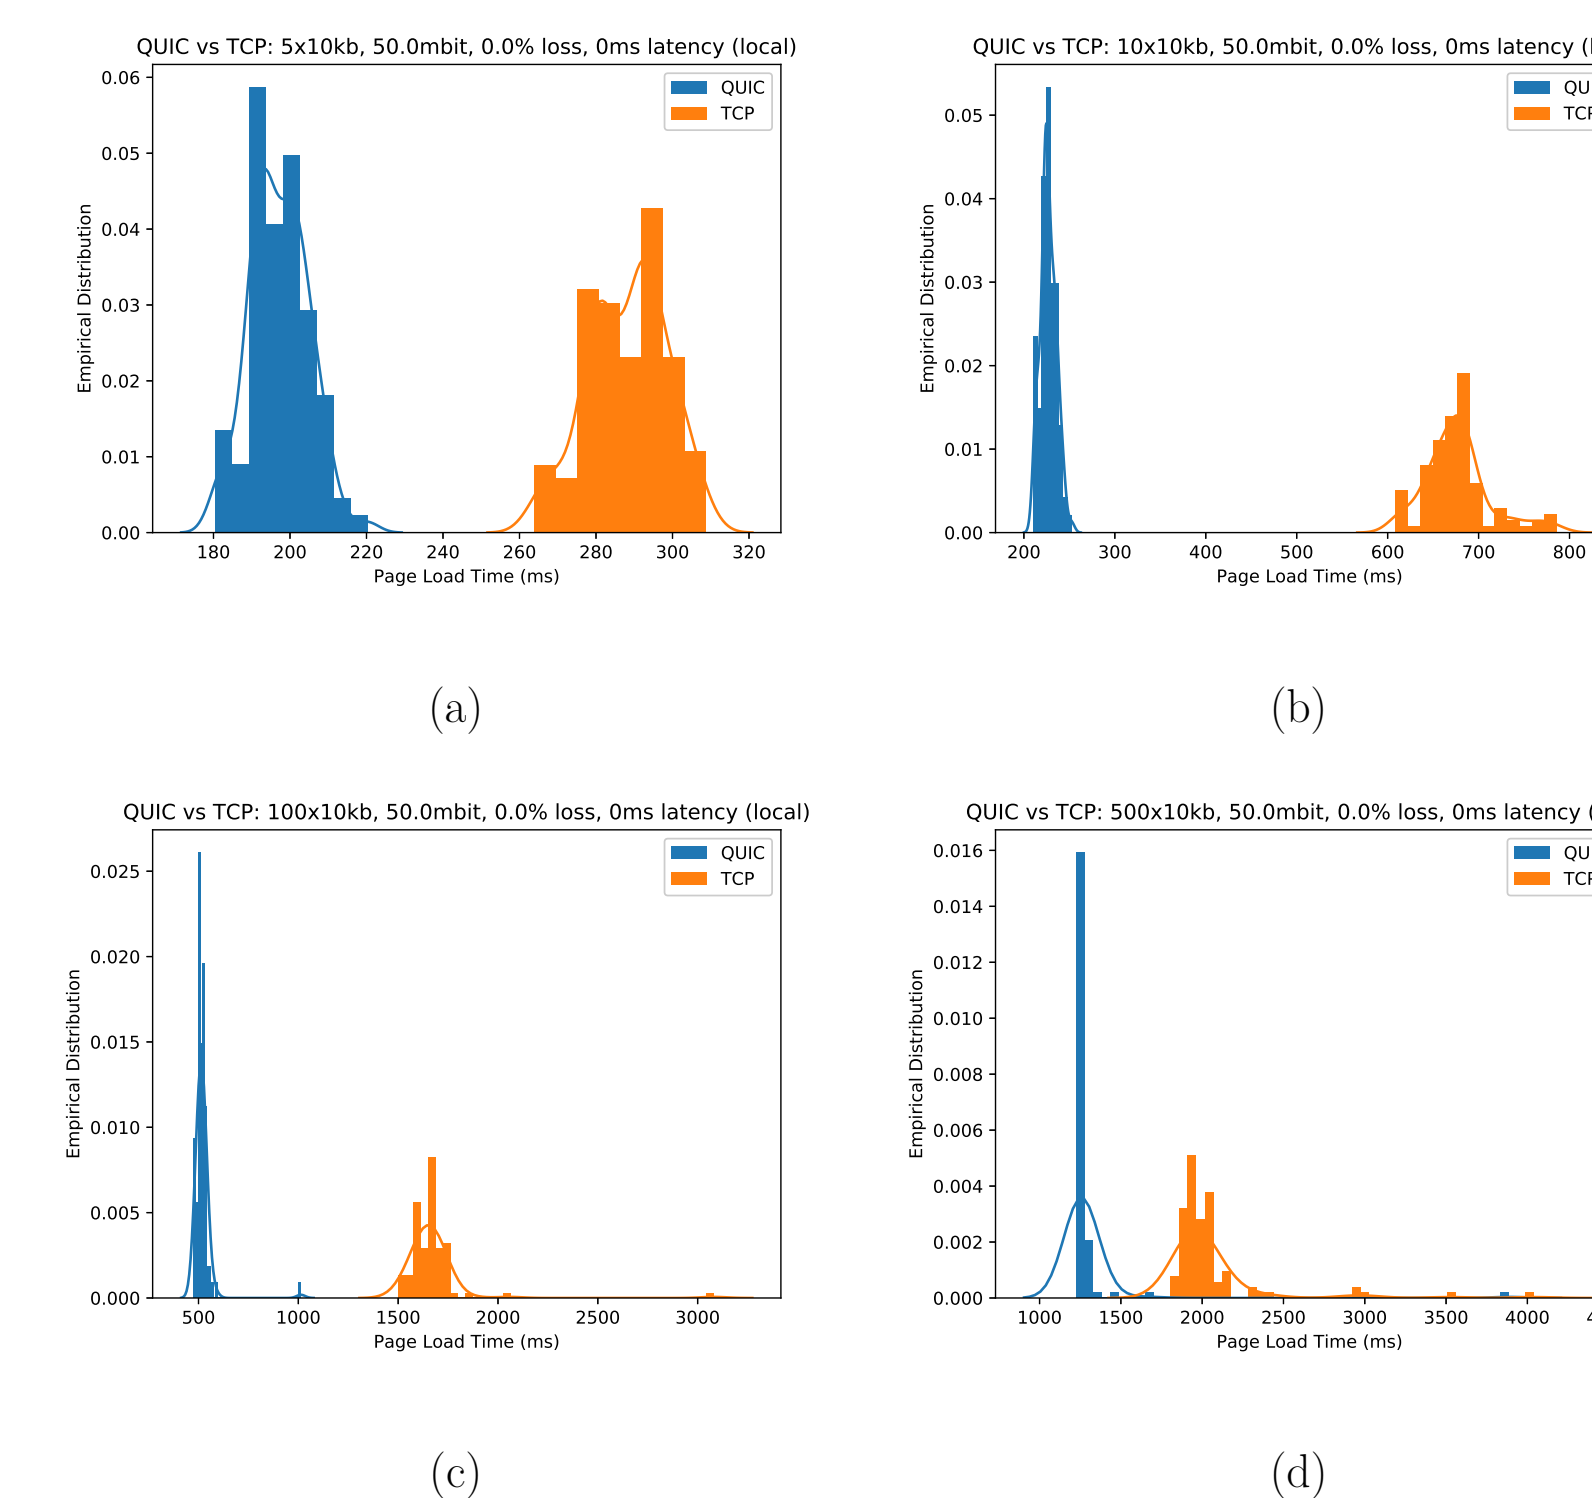 QUIC vs TCP: 5x10kb, 50.0mbit, 0.0% loss, 0ms latency (local)
QUIC
TCP
0.06
0.05
0.04
0.03
0.02
0.01
0.00
Empirical Distribution
180 200 220 240 260 280 300 320
Page Load Time (ms)
(a)
QUIC vs TCP: 10x10kb, 50.0mbit, 0.0% loss, 0ms latency (
QU
TCP
0.05
0.04
0.03
0.02
0.01
0.00
Empirical Distribution
200 300 400 500 600 700 800
Page Load Time (ms)
(b)
QUIC vs TCP: 100x10kb, 50.0mbit, 0.0% loss, 0ms latency (local)
QUIC
TCP
0.025
0.020
0.015
0.010
0.005
0.000
Empirical Distribution
500 1000 1500 2000 2500 3000
Page Load Time (ms)
(c)
QUIC vs TCP: 500x10kb, 50.0mbit, 0.0% loss, 0ms latency (
QU
TCP
0.016
0.014
0.012
0.010
0.008
0.006
0.004
0.002
0.000
Empirical Distribution
1000 1500 2000 2500 3000 3500 4000
Page Load Time (ms)
(d)